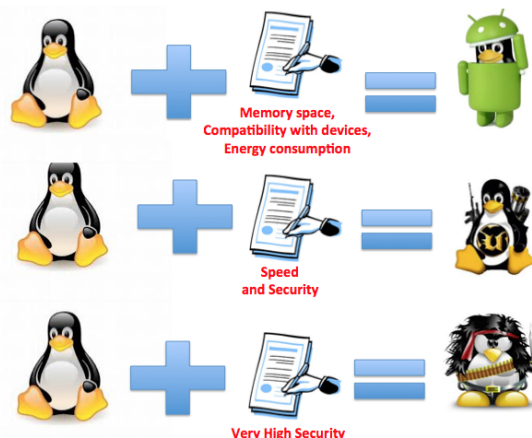 Memory space,
Compatibility with devices,
Energy consumption
Speed
and Security
Very High Security